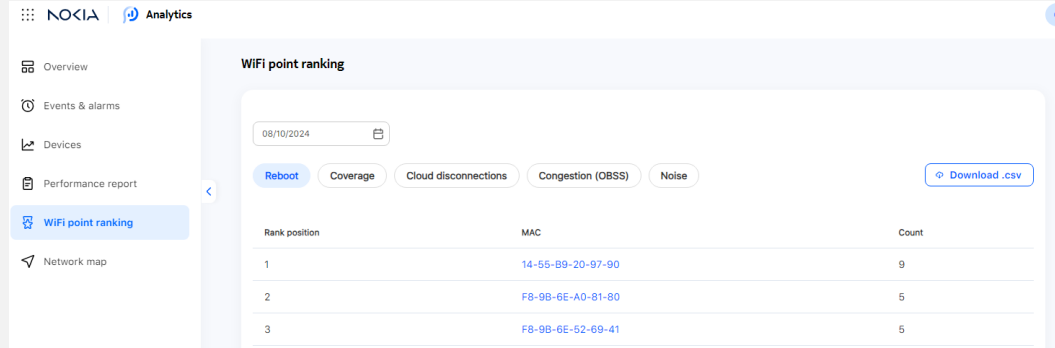 NOKIA Analytics
Overview
Events & alarms
Devices
Performance report
WiFi point ranking
Network map
WiFi point ranking
08/10/2024
Reboot Coverage Cloud disconnections Congestion (OBSS) Noise Download .csv
Rank position MAC Count
1 14-55-B9-20-97-90 9
2 F8-9B-6E-A0-81-80 5
3 F8-9B-6E-52-69-41 5